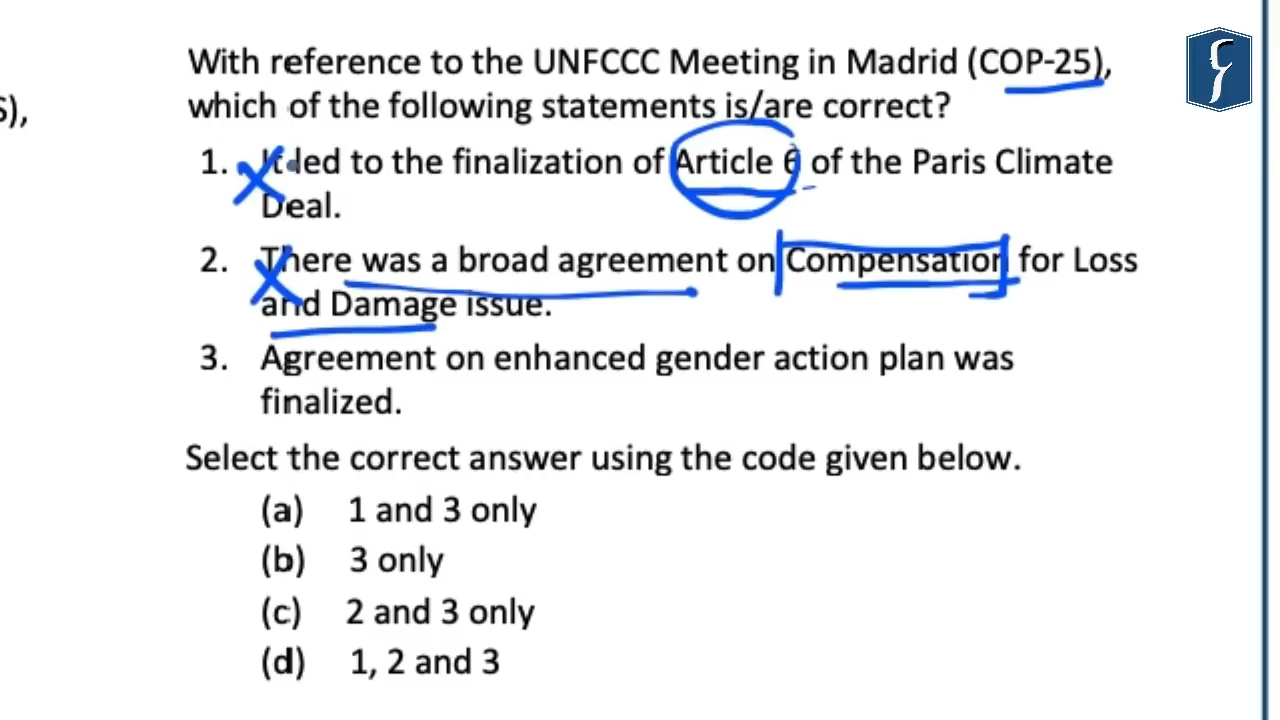 With reference to the UNFCCC Meeting in Madrid (COP-25),
S), which of the following statements is/are correct?
1. It led to the finalization of Article 6 of the Paris Climate
Deal.
2. There was a broad agreement on Compensation for Loss
and Damage issue.
3. Agreement on enhanced gender action plan was
finalized.
Select the correct answer using the code given below.
(a) 1 and 3 only
(b) 3 only
(c) 2 and 3 only
(d) 1, 2 and 3